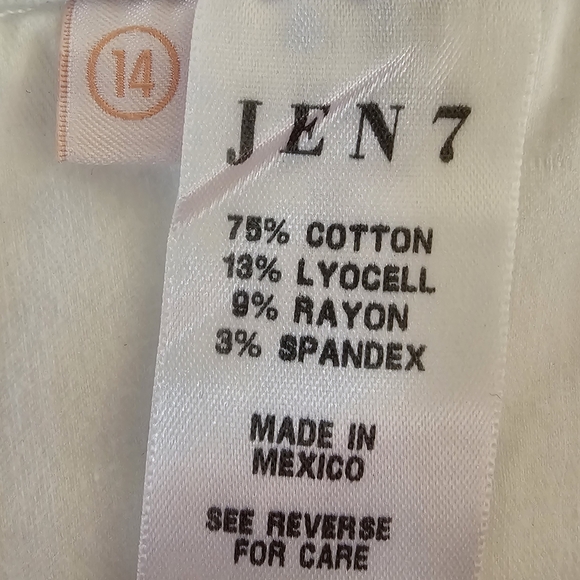 14
JEN7
75% COTTON
13% LYOCELL
9% RAYON
3% SPANDEX
MADE IN
MEXICO
SEE REVERSE
FOR CARE